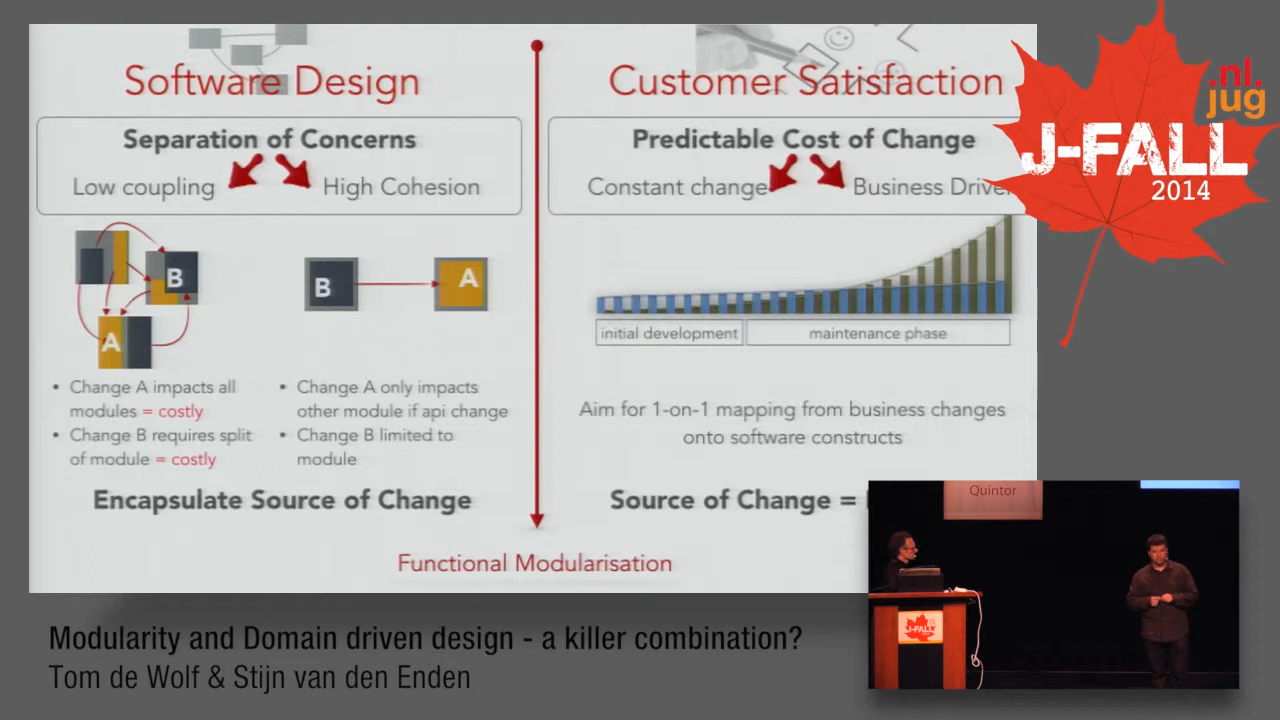 Software Design
Separation of Concerns
Low coupling
High Cohesion
B
A
B
A
• Change A impacts all
modules = costly
• Change B requires split
of module = costly
• Change A only impacts
other module if api change
• Change B limited to
module
Encapsulate Source of Change
Customer Satisfaction
Predictable Cost of Change
Constant change
Business
initial development
maintenance phase
Aim for 1-on-1 mapping from business changes
onto software constructs
Source of Change =
Functional Modularisation
.nl.
jug
J-FALL
2014
Quintor
J-FALL
Modularity and Domain driven design - a killer combination?
Tom de Wolf & Stijn van den Enden